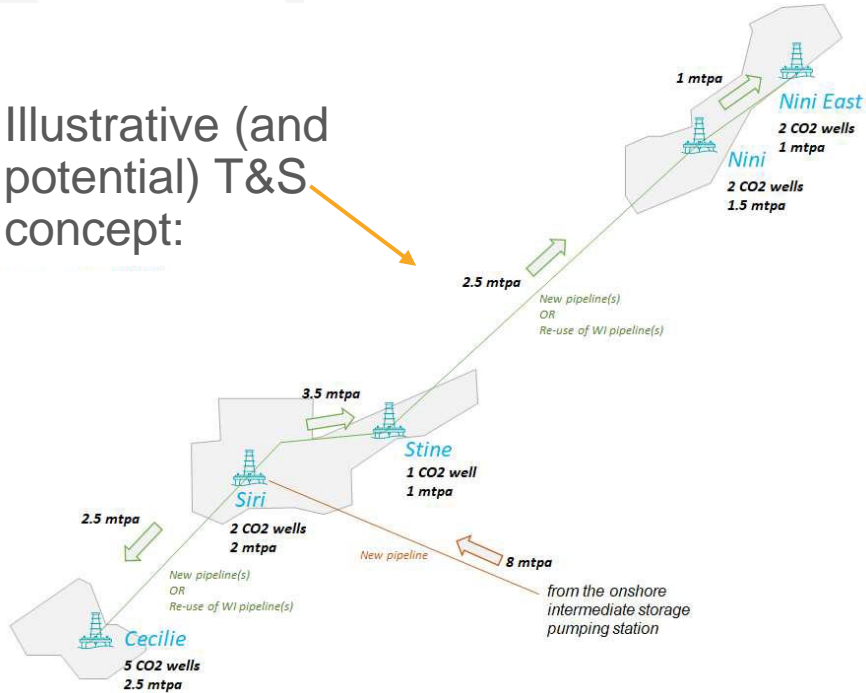 Illustrative (and
potential) T&S
concept:
1 mtpa
Nini East
2 CO2 wells
1 mtpa
Nini
2 CO2 wells
1.5 mtpa
2.5 mtpa
New pipeline(s)
OR
Re-use of WI pipeline(s)
3.5 mtpa
Stine
1 CO2 well
1 mtpa
Siri
2 CO2 wells
2 mtpa
2.5 mtpa
New pipeline(s)
OR
Re-use of WI pipeline(s)
New pipeline
8 mtpa
from the onshore
intermediate storage
pumping station
Cecilie
5 CO2 wells
2.5 mtpa